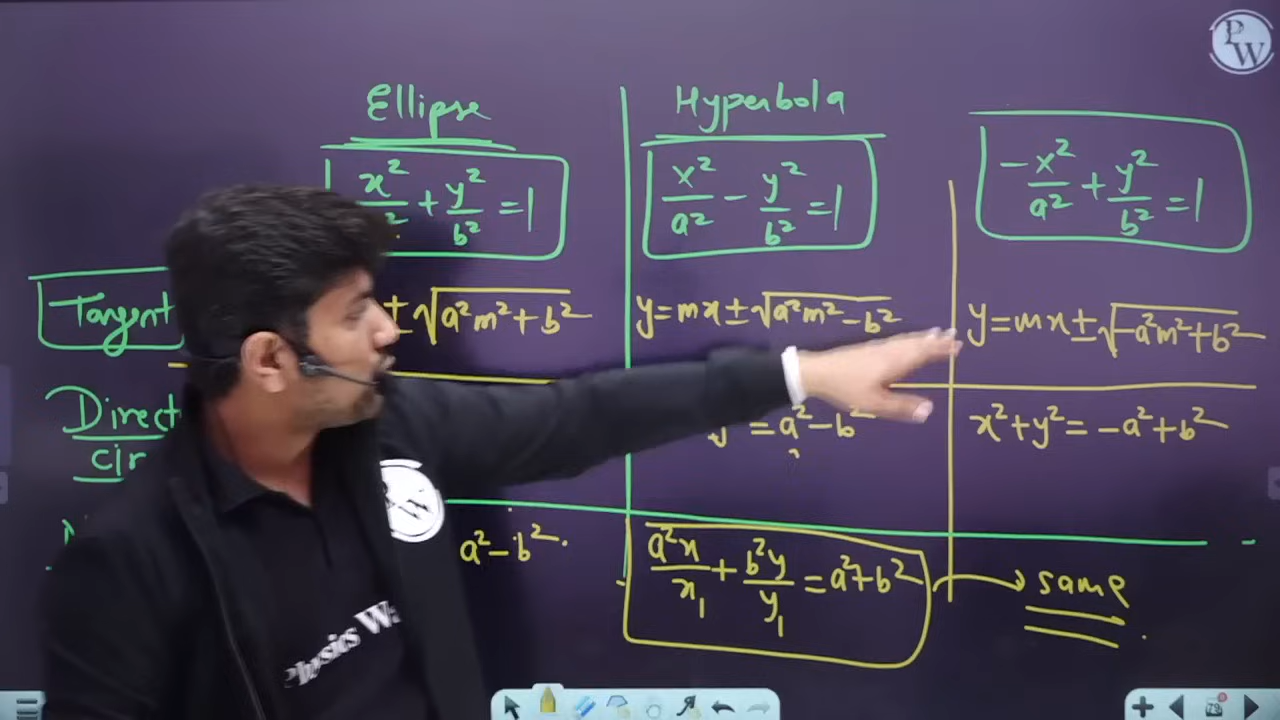 PW
Ellipse
Hyperbola
+ y²/b² = 1
x²/a² - y²/b² = 1
-x²/a² + y²/b² = 1
Tangent
± √a²m² + b²
y = mx ± √a²m² - b²
y = mx ± √-a²m² + b²
Direct
cir
= a² - b²
x² + y² = -a² + b²
a² - b².
a²x/x₁ + b²y/y₁ = a² + b²
same
Physics Wa